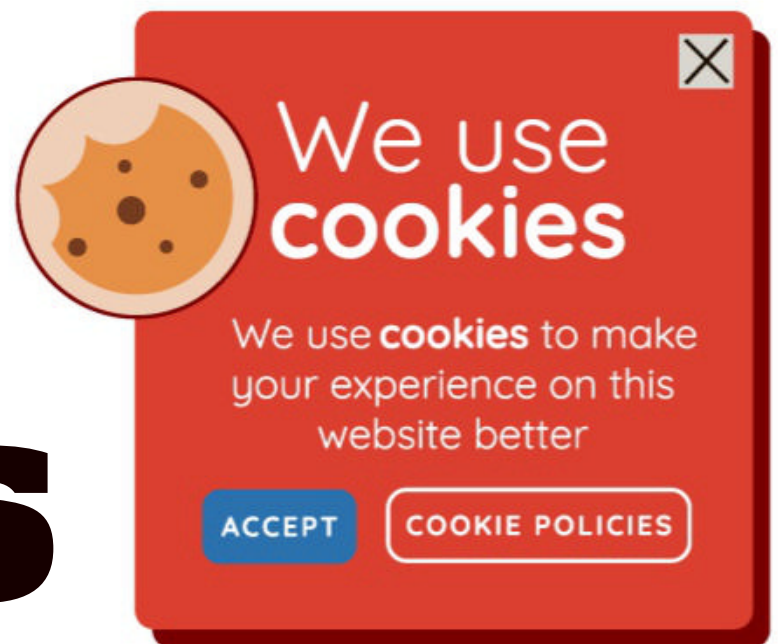 We use
cookies
We use cookies to make
your experience on this
website better
ACCEPT
COOKIE POLICIES
s